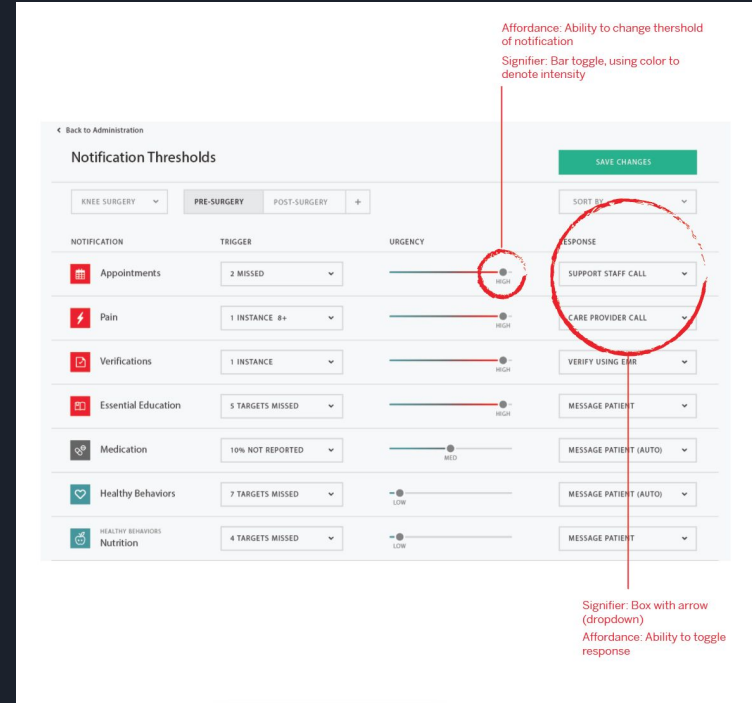 Affordance: Ability to change thershold
of notification
Signifier: Bar toggle, using color to
denote intensity
Back to Administration
Notification Thresholds
SAVE CHANGES
KNEE SURGERY
PRE-SURGERY
POST-SURGERY
+
SORT BY
NOTIFICATION
TRIGGER
URGENCY
RESPONSE
Appointments
2 MISSED
HIGH
SUPPORT STAFF CALL
Pain
1 INSTANCE 8+
HIGH
CARE PROVIDER CALL
Verifications
1 INSTANCE
HIGH
VERIFY USING EMR
Essential Education
5 TARGETS MISSED
HIGH
MESSAGE PATIENT
Medication
10% NOT REPORTED
MED
MESSAGE PATIENT (AUTO)
Healthy Behaviors
7 TARGETS MISSED
LOW
MESSAGE PATIENT (AUTO)
HEALTHY BEHAVIORS
Nutrition
4 TARGETS MISSED
LOW
MESSAGE PATIENT
Signifier: Box with arrow
(dropdown)
Affordance: Ability to toggle
response